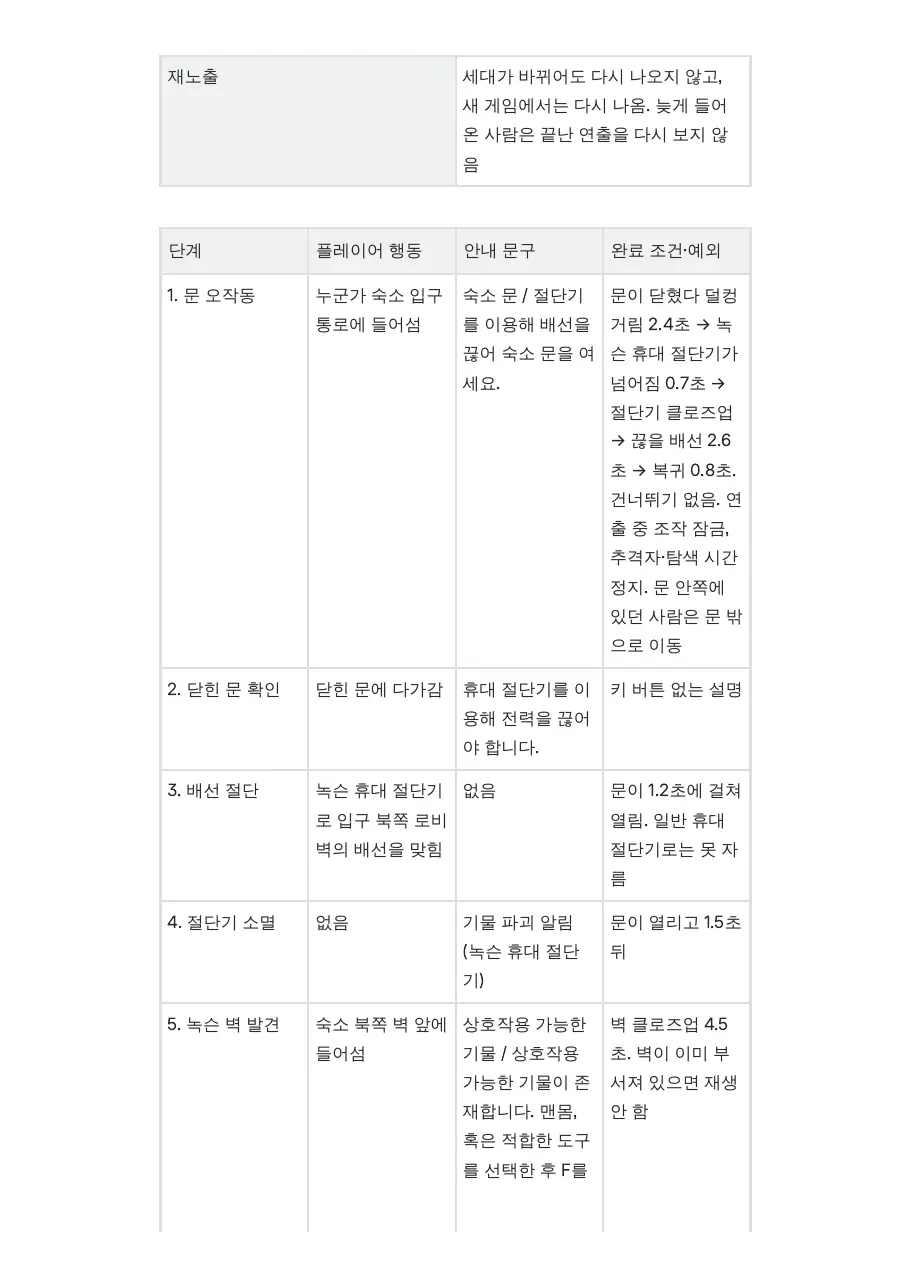 재노출
세대가 바뀌어도 다시 나오지 않고,
새 게임에서는 다시 나옴. 늦게 들어
온 사람은 끝난 연출을 다시 보지 않
음
단계
플레이어 행동
안내 문구
완료 조건·예외
1. 문 오작동
누군가 숙소 입구
통로에 들어섬
숙소 문 / 절단기
를 이용해 배선을
끊어 숙소 문을 여
세요.
문이 닫혔다 덜컹
거림 2.4초 → 녹
슨 휴대 절단기가
넘어짐 0.7초 →
절단기 클로즈업
→ 끊을 배선 2.6
초 → 복귀 0.8초.
건너뛰기 없음. 연
출 중 조작 잠금,
추격자·탐색 시간
정지. 문 안쪽에
있던 사람은 문 밖
으로 이동
2. 닫힌 문 확인
닫힌 문에 다가감
휴대 절단기를 이
용해 전력을 끊어
야 합니다.
키 버튼 없는 설명
3. 배선 절단
녹슨 휴대 절단기
로 입구 북쪽 로비
벽의 배선을 맞힘
없음
문이 1.2초에 걸쳐
열림. 일반 휴대
절단기로는 못 자
름
4. 절단기 소멸
없음
기물 파괴 알림
(녹슨 휴대 절단
기)
문이 열리고 1.5초
뒤
5. 녹슨 벽 발견
숙소 북쪽 벽 앞에
들어섬
상호작용 가능한
기물 / 상호작용
가능한 기물이 존
재합니다. 맨몸,
혹은 적합한 도구
를 선택한 후 F를
벽 클로즈업 4.5
초. 벽이 이미 부
서져 있으면 재생
안 함